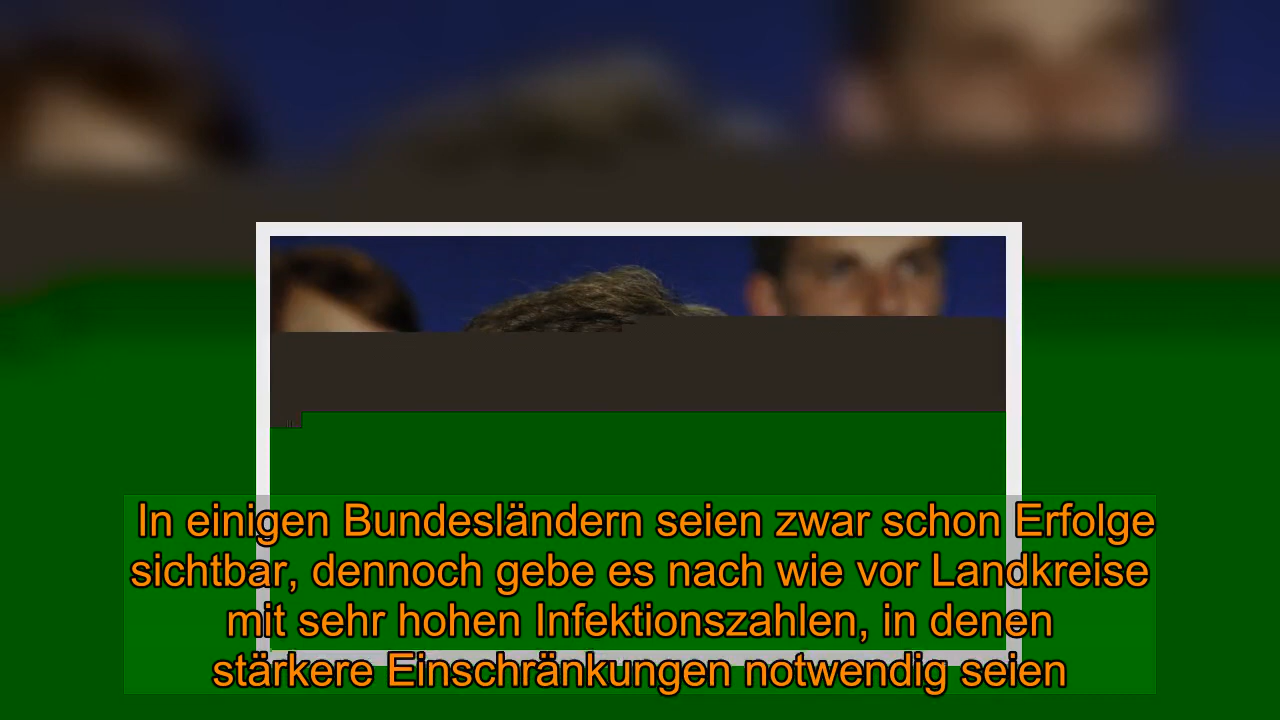 In einigen Bundesländern seien zwar schon Erfolge
sichtbar, dennoch gebe es nach wie vor Landkreise
mit sehr hohen Infektionszahlen, in denen
stärkere Einschränkungen notwendig seien